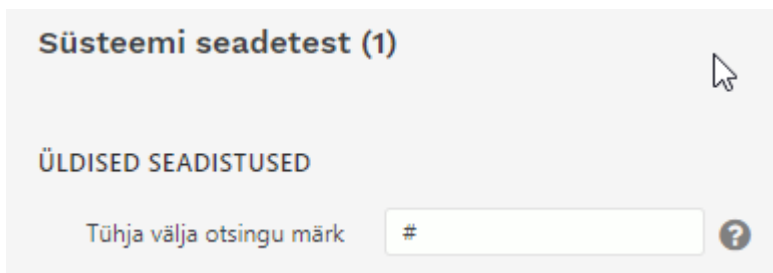 Süsteemi seadetest (1)
ÜLDISED SEADISTUSED
Tühja välja otsingu märk # ?